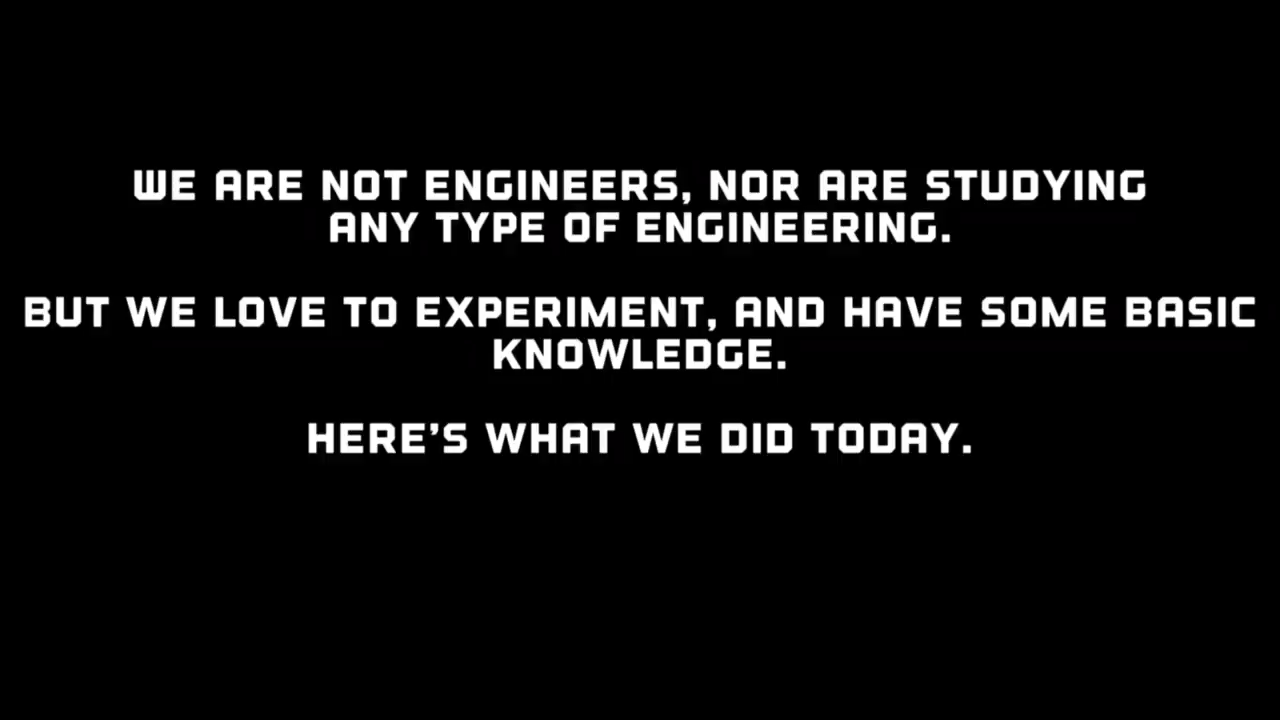 WE ARE NOT ENGINEERS, NOR ARE STUDYING
ANY TYPE OF ENGINEERING.
BUT WE LOVE TO EXPERIMENT, AND HAVE SOME BASIC
KNOWLEDGE.
HERE'S WHAT WE DID TODAY.